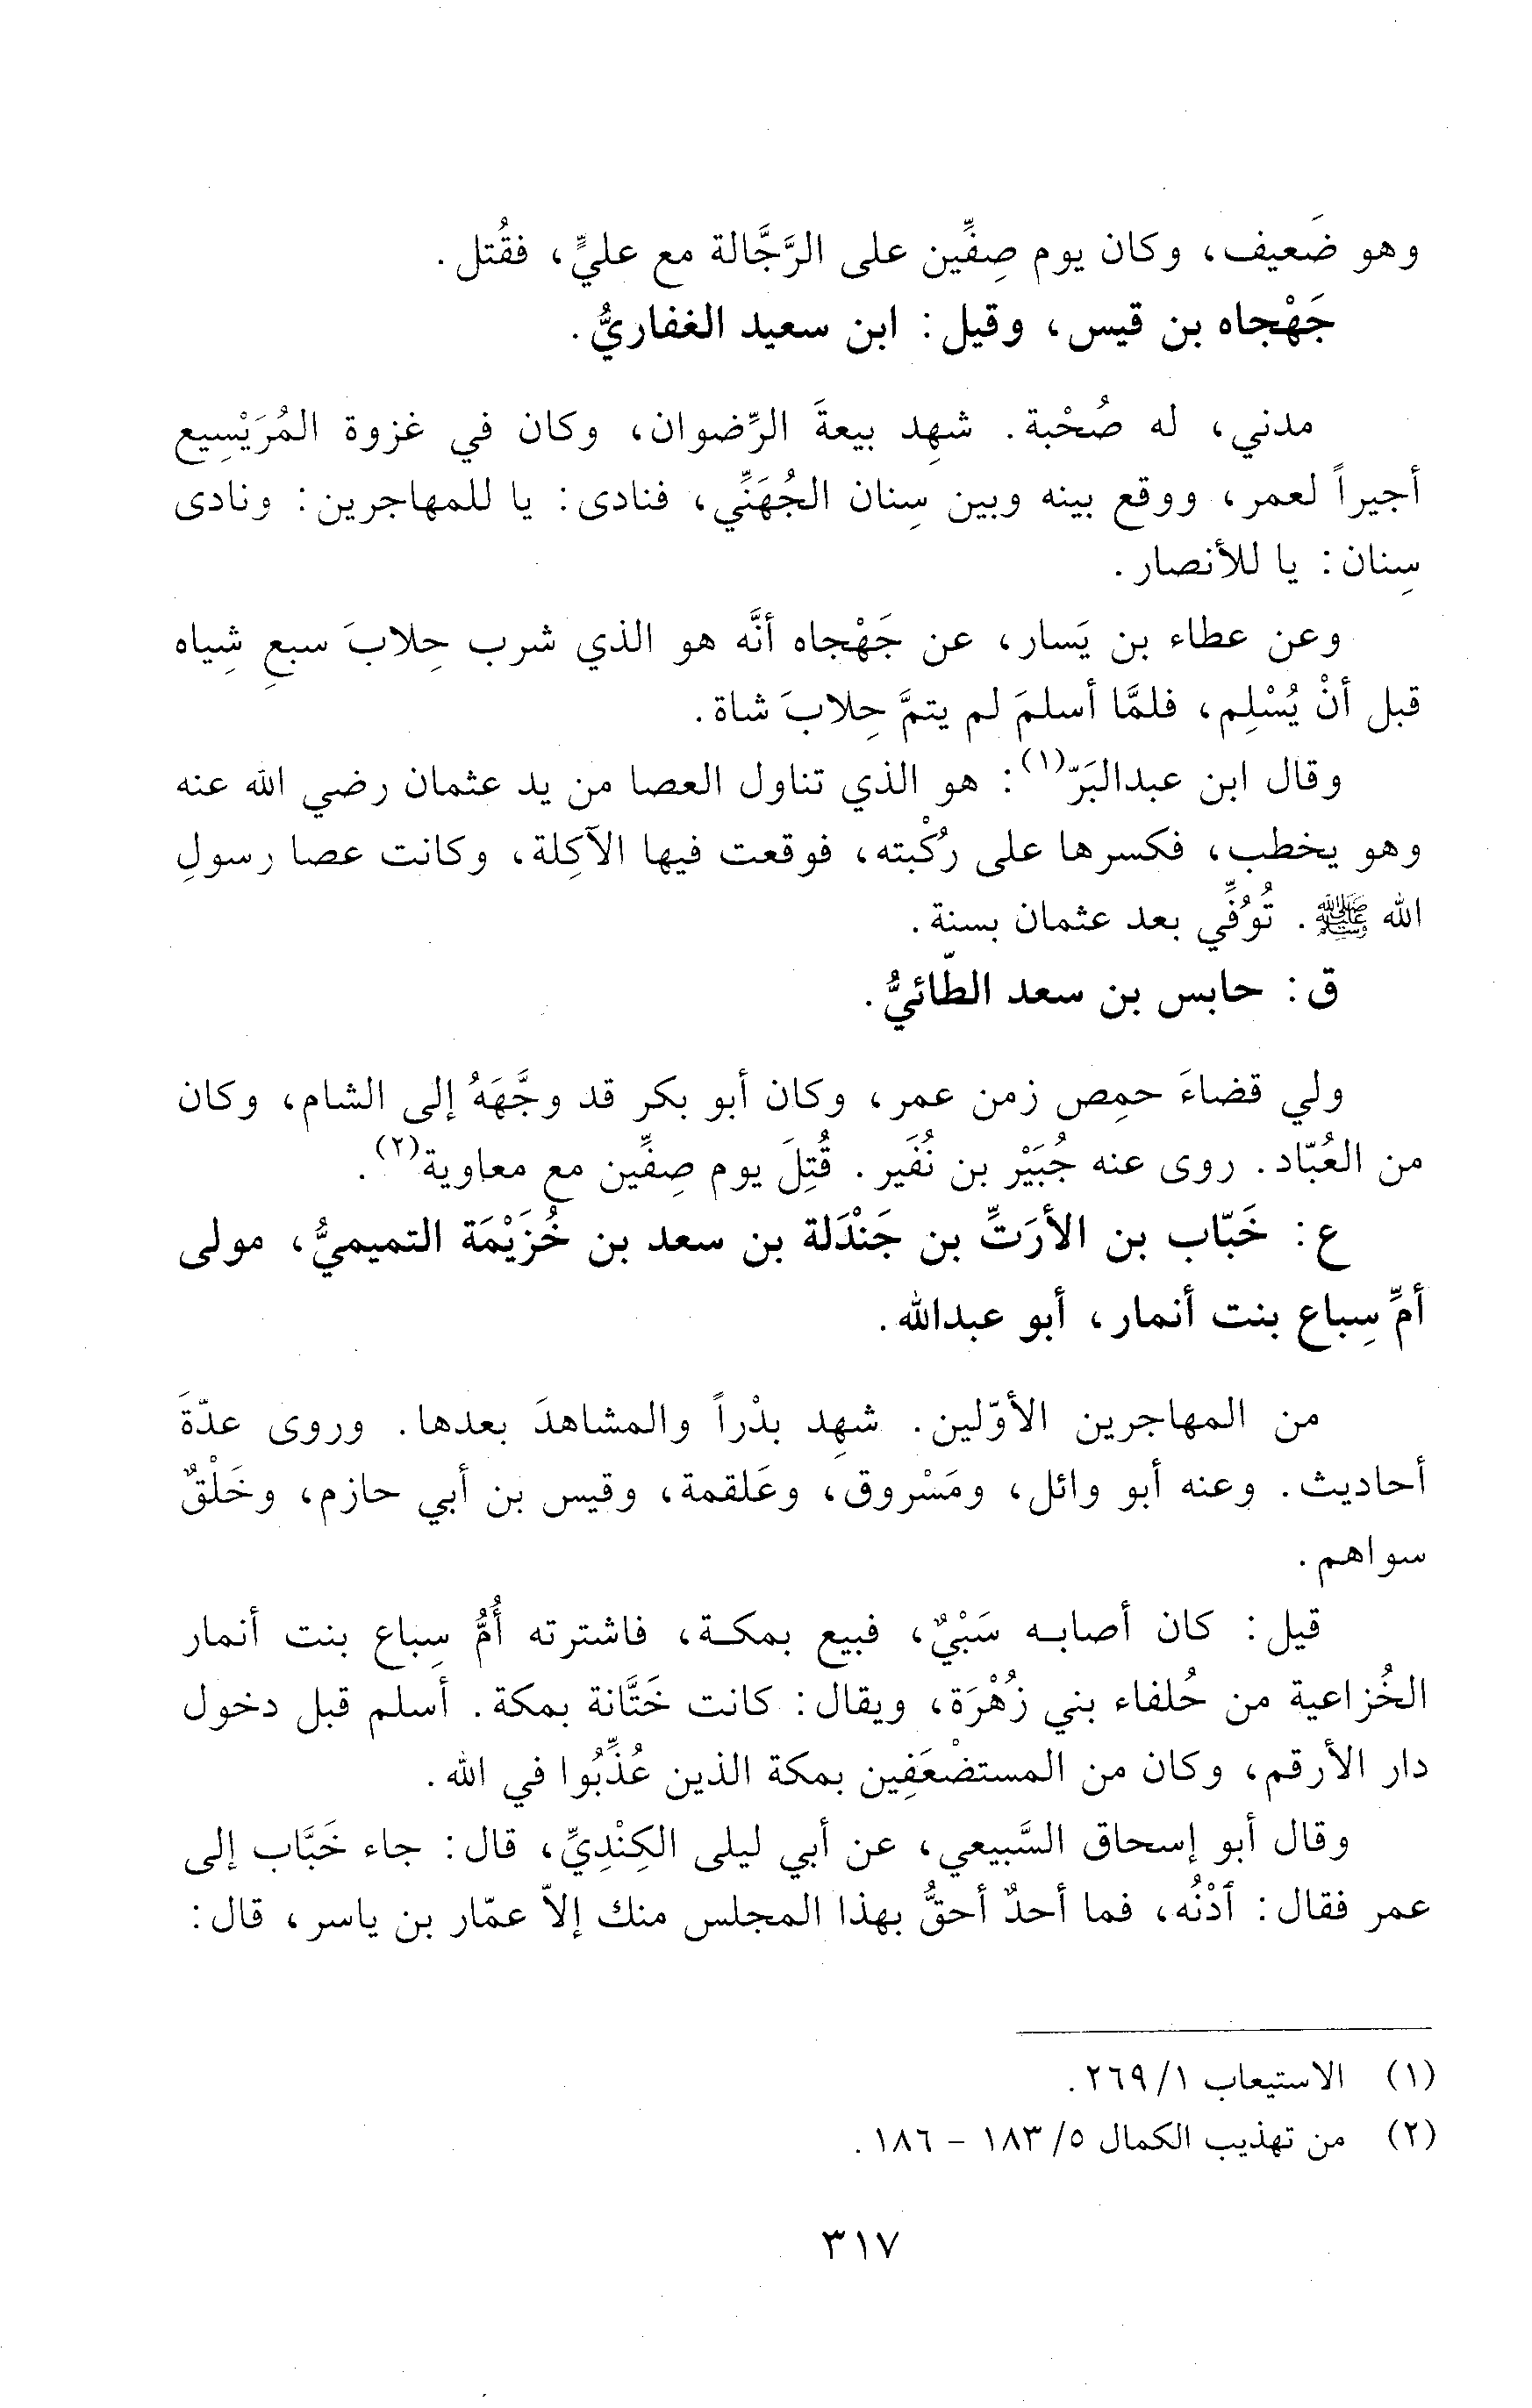 وهو ضَعيف، وكان يوم صِفِّين على الرَّجَّالة مع عليٍّ، فقُتل.
جَهْجاه بن قيس، وقيل: ابن سعيد الغفاريُّ.
مدني، له صُحْبة. شهِد بيعةَ الرِّضوان، وكان في غزوة المُرَيْسِيع
أجيراً لعمر، ووقع بينه وبين سِنان الجُهَنِّي، فنادى: يا للمهاجرين: ونادى
سِنان: يا للأنصار.
وعن عطاء بن يَسار، عن جَهْجاه أنَّه هو الذي شرب حِلابَ سبعِ شِياه
قبل أنْ يُسْلِم، فلمَّا أسلمَ لم يتمَّ حِلابَ شاة.
وقال ابن عبدالبَرّ(١): هو الذي تناول العصا من يد عثمان رضي الله عنه
وهو يخطب، فكسرها على رُكْبته، فوقعت فيها الآكِلة، وكانت عصا رسولِ
الله ﷺ. تُوُفِّي بعد عثمان بسنة.
ق: حابس بن سعد الطّائيُّ.
ولي قضاءَ حمِص زمن عمر، وكان أبو بكر قد وجَّهَهُ إلى الشام، وكان
من العُبّاد. روى عنه جُبَيْر بن نُفَير. قُتِلَ يوم صِفِّين مع معاوية(٢).
ع: خَبّاب بن الأرَتِّ بن جَنْدَلة بن سعد بن خُزَيْمَة التميميُّ، مولى
أمِّ سِباع بنت أنمار، أبو عبدالله.
من المهاجرين الأوّلين. شهِد بدْراً والمشاهدَ بعدها. وروى عدّةَ
أحاديث. وعنه أبو وائل، ومَسْروق، وعَلقمة، وقيس بن أبي حازم، وخَلْقٌ
سواهم.
قيل: كان أصابه سَبْيٌ، فبيع بمكة، فاشترته أُمُّ سِباع بنت أنمار
الخُزاعية من حُلفاء بني زُهْرَة، ويقال: كانت خَتَّانة بمكة. أسلم قبل دخول
دار الأرقم، وكان من المستضْعَفِين بمكة الذين عُذِّبُوا في الله.
وقال أبو إسحاق السَّبيعي، عن أبي ليلى الكِنْدِيِّ، قال: جاء خَبَّاب إلى
عمر فقال: ٱدْنُه، فما أحدٌ أحقُّ بهذا المجلس منك إلاّ عمّار بن ياسر، قال:
(١) الاستيعاب ١/ ٢٦٩.
(٢) من تهذيب الكمال ٥/ ١٨٣ - ١٨٦.
٣١٧